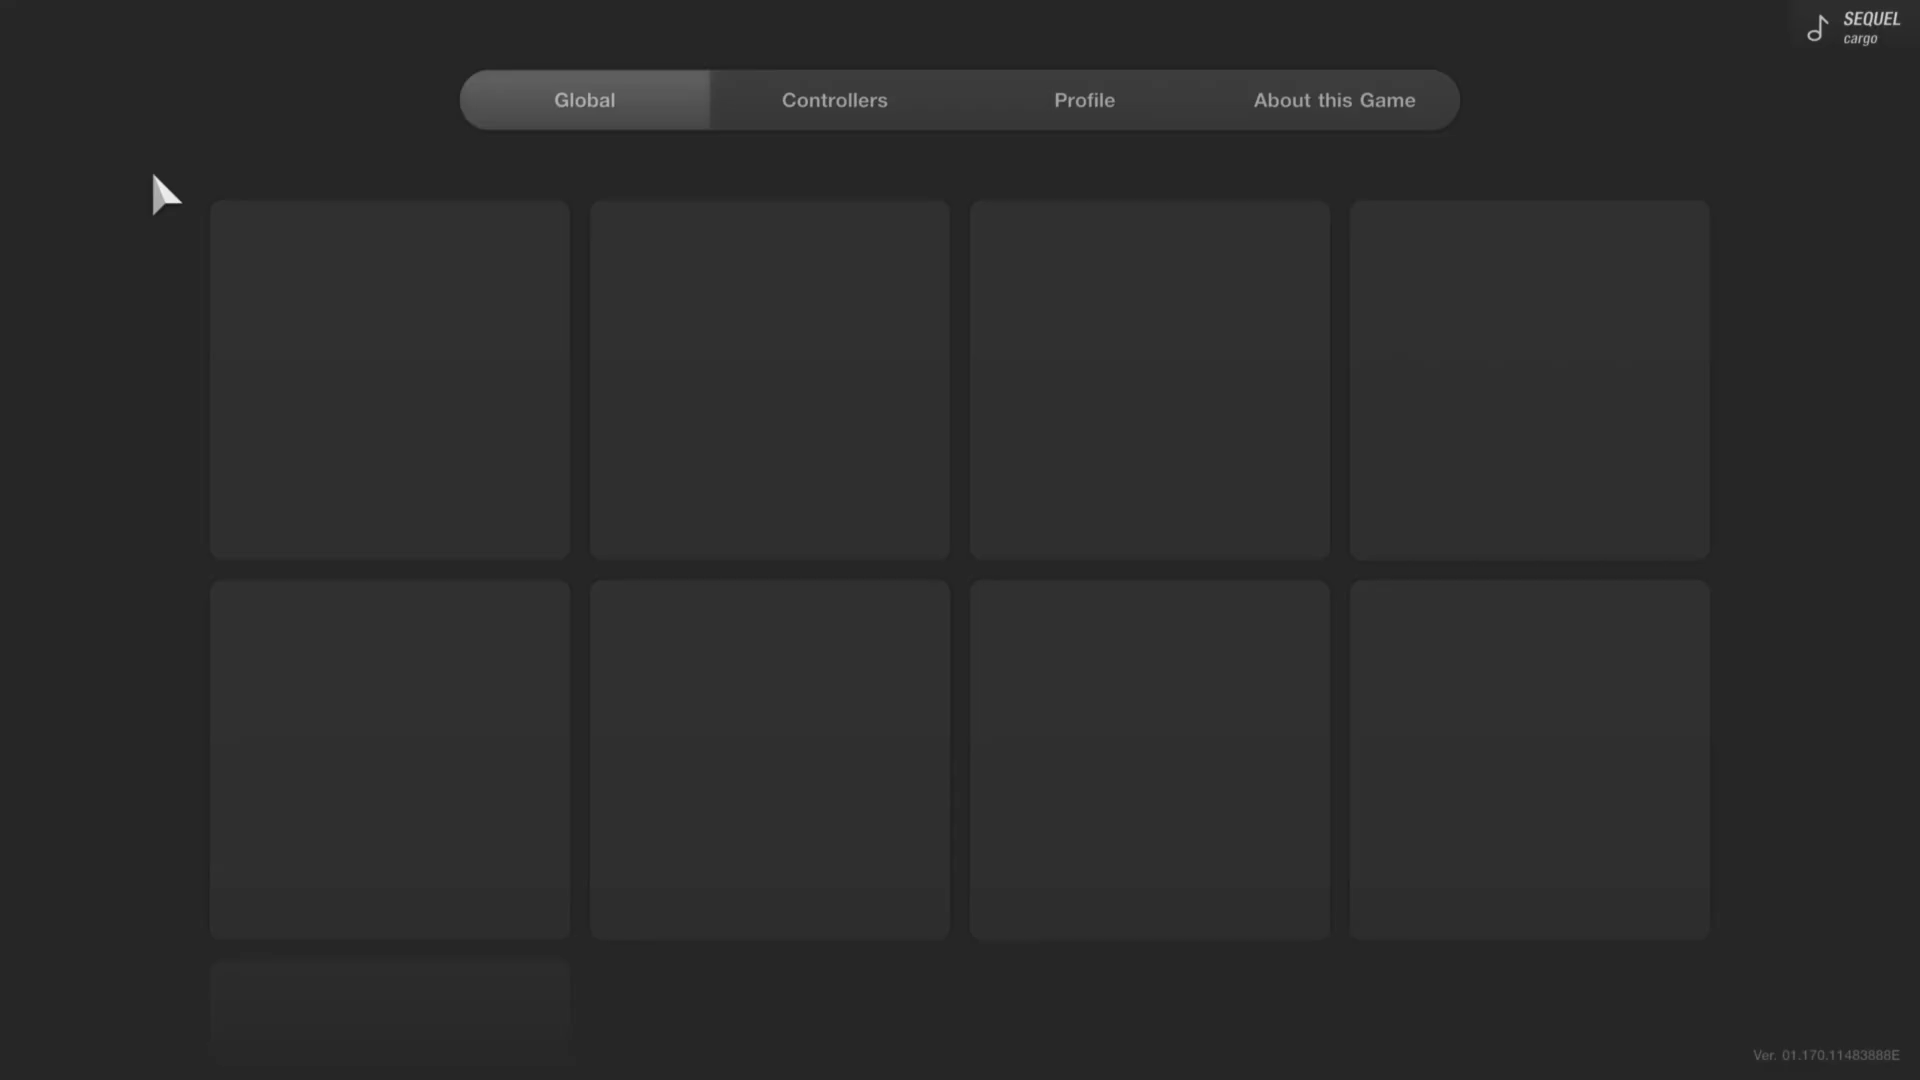 SEQUEL
cargo
Global
Controllers
Profile
About this Game
Ver. 01.170.11483888E